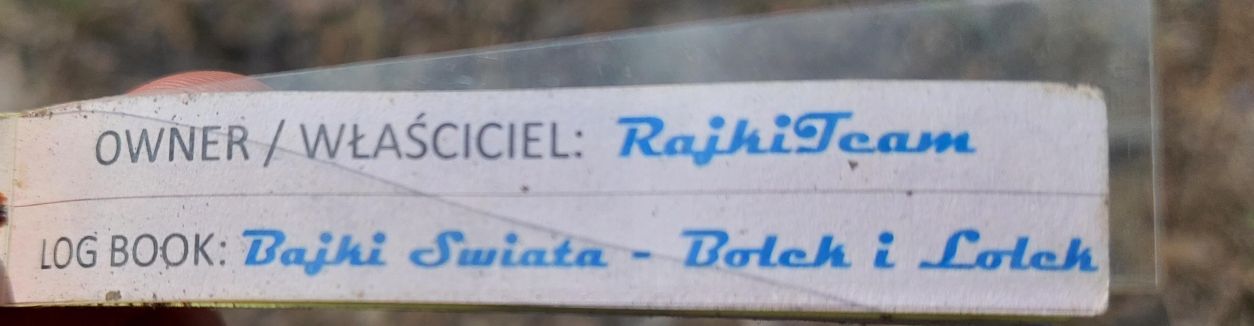 OWNER / WŁAŚCICIEL: RajkiTeam
LOG BOOK: Bajki Swiata - Bolek i Lolek